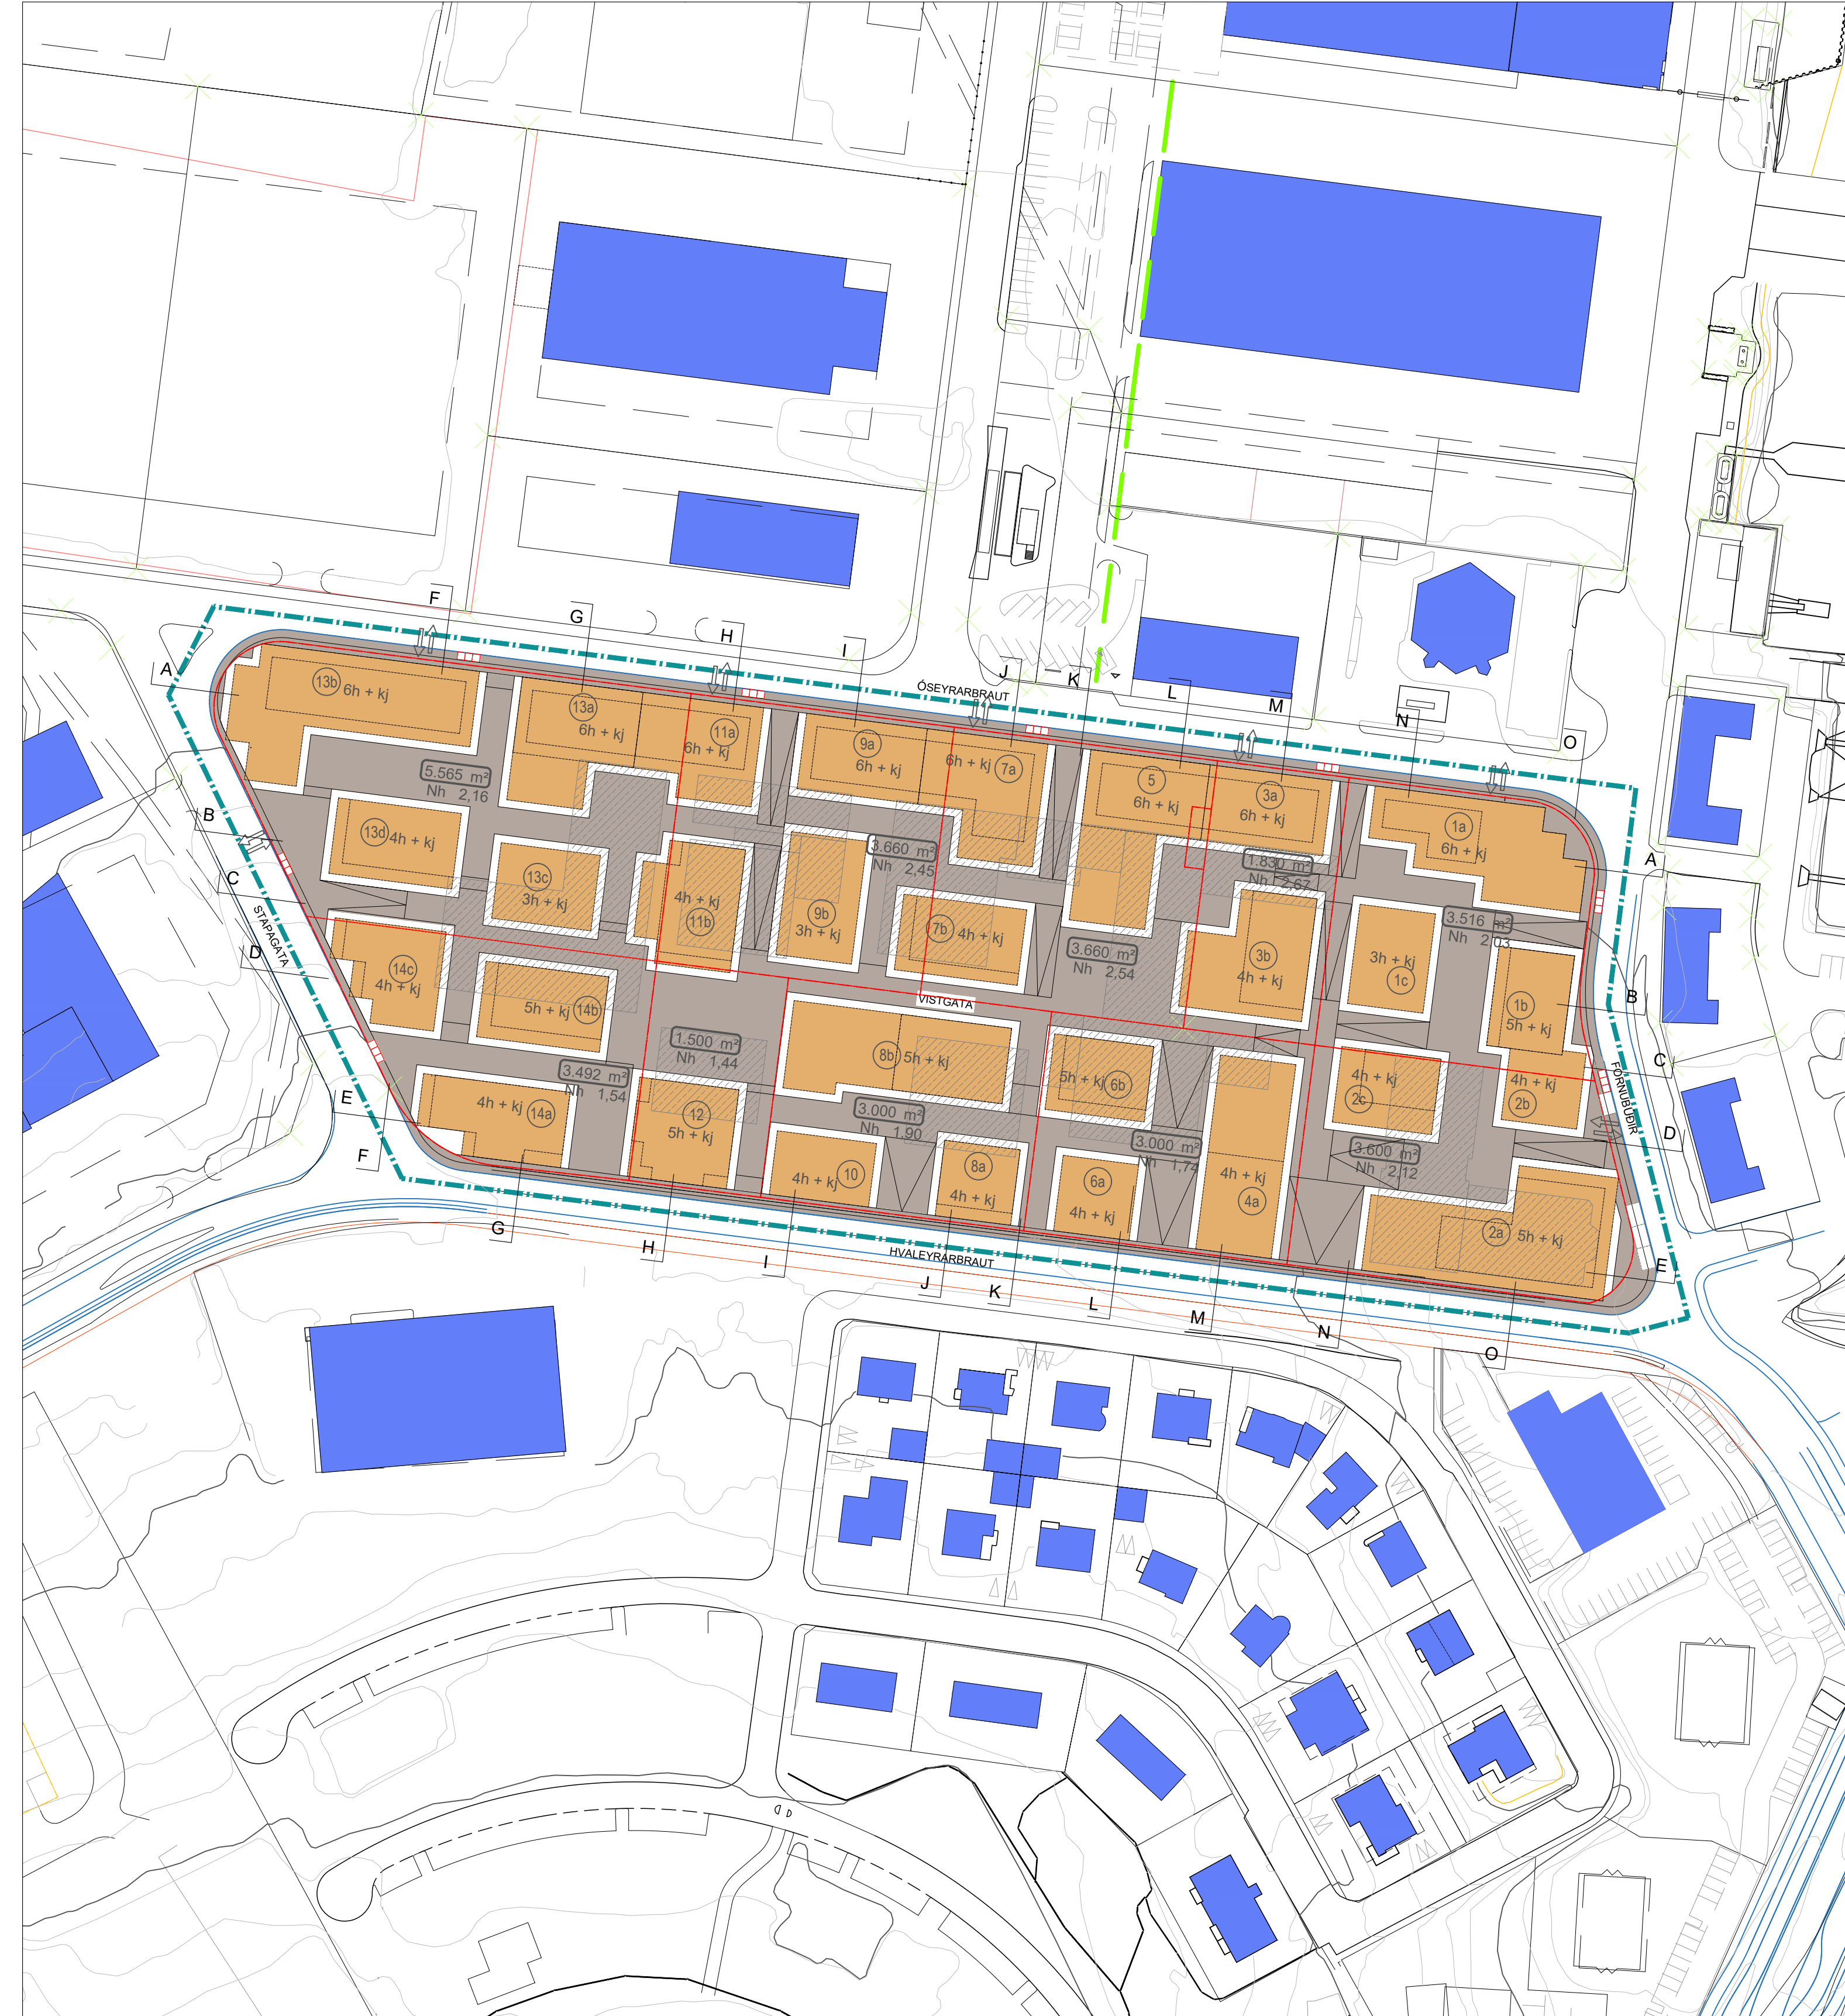 F
G
H
I
J
K
L
M
N
O
A
ÓSEYRARBRAUT
13b 6h + kj
13a
6h + kj
11a
6h + kj
9a
6h + kj
6h + kj 7a
5
6h + kj
3a
6h + kj
1a
6h + kj
A
5.565 m²
Nh 2,16
3.660 m²
Nh 2,45
1.830 m²
Nh 2,67
3.516 m²
Nh 2,03
B
13d 4h + kj
13c
3h + kj
4h + kj
11b
9b
3h + kj
7b 4h + kj
3.660 m²
Nh 2,54
3b
4h + kj
3h + kj
1c
1b
5h + kj
B
C
STAPAGATA
D
14c
4h + kj
5h + kj 14b
VISTGATA
1.500 m²
Nh 1,44
8b 5h + kj
5h + kj 6b
4h + kj
2c
4h + kj
2b
C
FORNUBÚÐIR
D
3.492 m²
Nh 1,54
3.000 m²
Nh 1,90
3.000 m²
Nh 1,74
3.600 m²
Nh 2,12
E
4h + kj 14a
12
5h + kj
4h + kj 10
8a
4h + kj
6a
4h + kj
4h + kj
4a
2a 5h + kj
E
F
HVALEYRARBRAUT
G
H
I
J
K
L
M
N
O